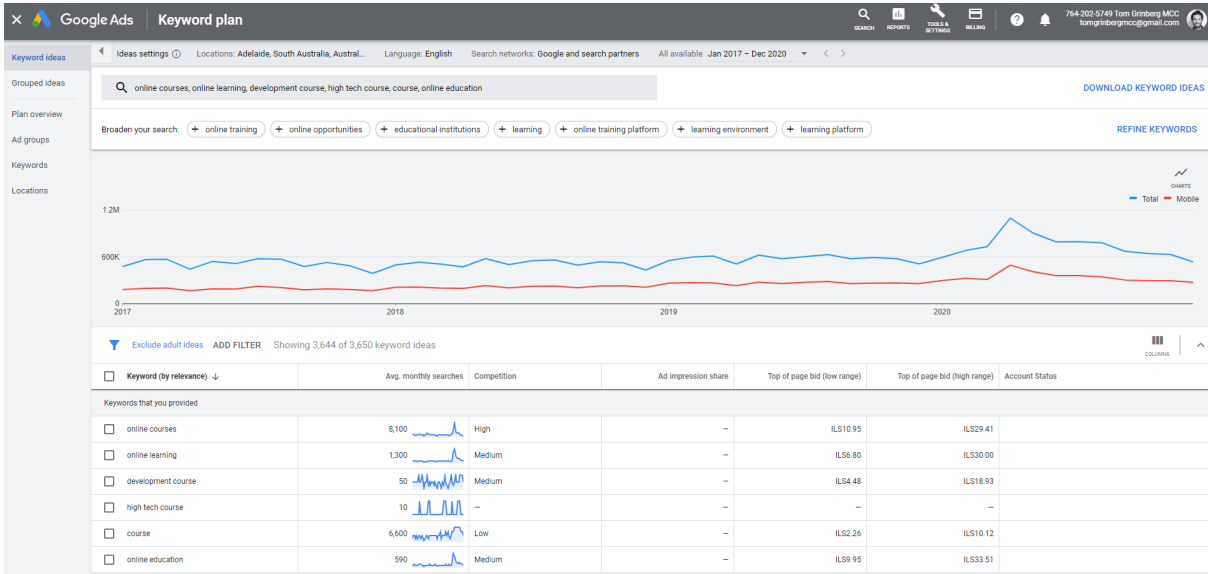 Google Ads Keyword plan SEARCH REPORTS TOOLS & SETTINGS BILLING 764-202-5749 Tom Grinberg MCC
tomgrinbergmcc@gmail.com
Keyword ideas
Grouped ideas
Plan overview
Ad groups
Keywords
Locations
Ideas settings Locations: Adelaide, South Australia, Austral... Language: English Search networks: Google and search partners All available Jan 2017 – Dec 2020
online courses, online learning, development course, high tech course, course, online education DOWNLOAD KEYWORD IDEAS
Broaden your search: + online training + online opportunities + educational institutions + learning + online training platform + learning environment + learning platform REFINE KEYWORDS
CHARTS
Total Mobile
1.2M
600K
0
2017 2018 2019 2020
Exclude adult ideas ADD FILTER Showing 3,644 of 3,650 keyword ideas COLUMNS
Keyword (by relevance) ↓ Avg. monthly searches Competition Ad impression share Top of page bid (low range) Top of page bid (high range) Account Status
Keywords that you provided
online courses 8,100 High – ILS10.95 ILS29.41
online learning 1,300 Medium – ILS6.80 ILS30.00
development course 50 Medium – ILS4.48 ILS18.93
high tech course 10 – – – –
course 6,600 Low – ILS2.26 ILS10.12
online education 590 Medium – ILS9.95 ILS33.51